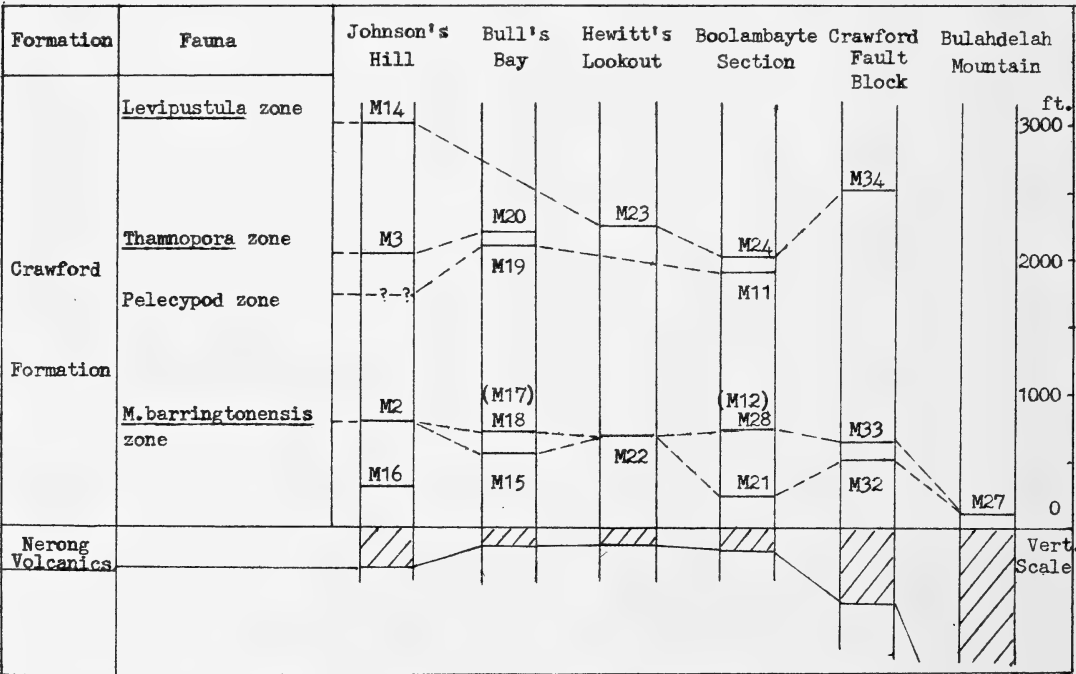 Formation
Fauna
Johnson's
Hill
Bull's
Bay
Hewitt's
Lookout
Boolambayte
Section
Crawford
Fault
Block
Bulahdelah
Mountain
ft.
Levipustula zone
M14
3000
M34
M20
M23
Thamnopora zone
M3
M24
Crawford
M19
2000
M11
Pelecypod zone
-?-?-
Formation
(M17)
(M12)
1000
M.barringtonensis
zone
M2
M18
M28
M33
M22
M16
M15
M21
M32
M27
0
Nerong
Volcanics
Vert.
Scale